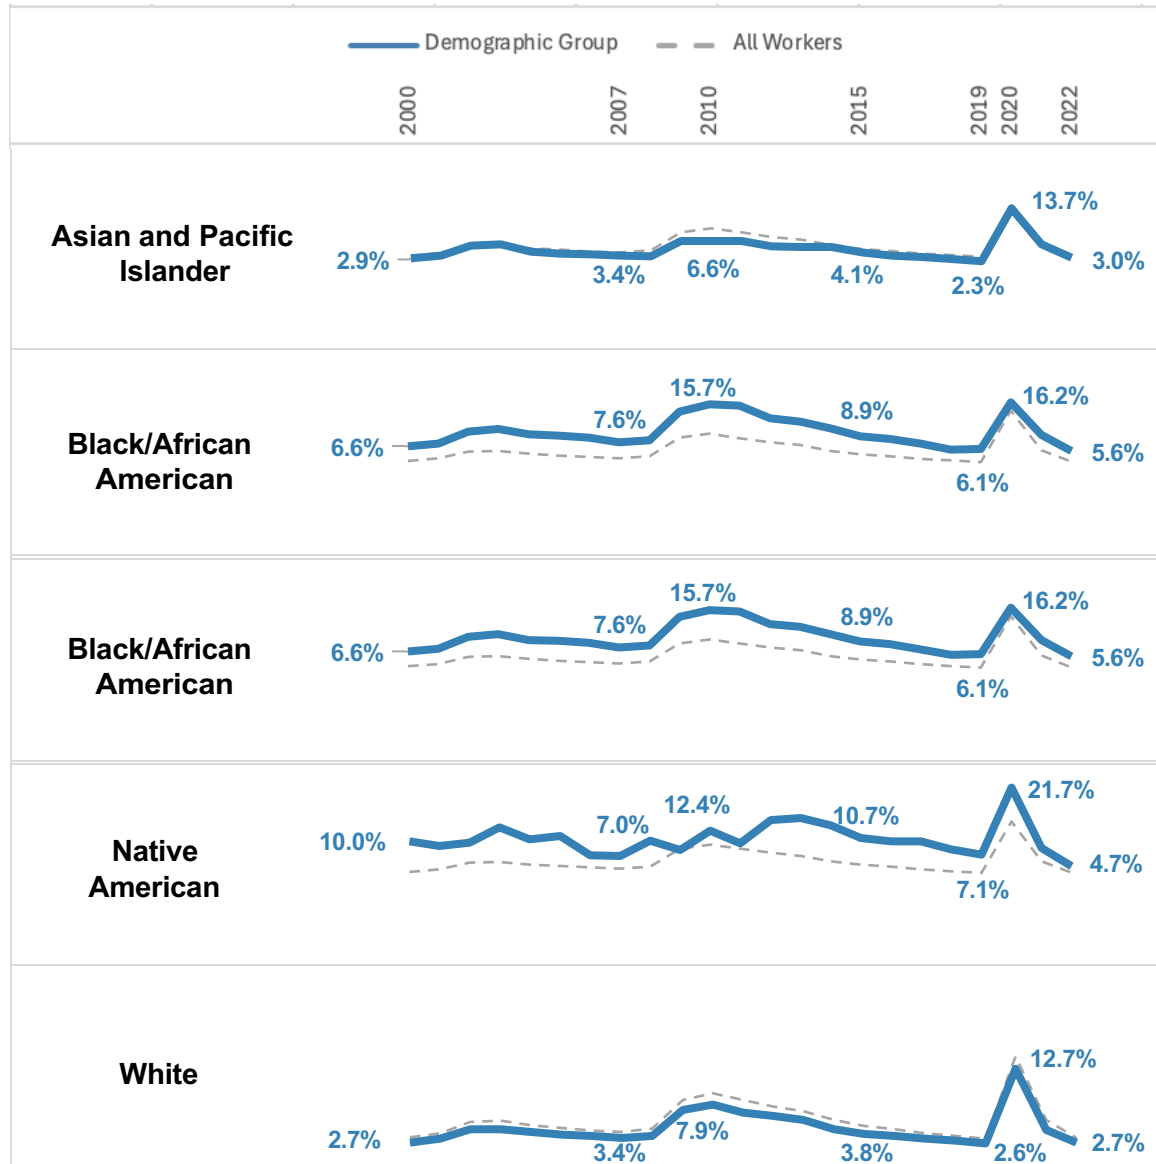 Demographic Group All Workers
2000 2007 2010 2015 2019 2020 2022
Asian and Pacific
Islander
2.9% 3.4% 6.6% 4.1% 2.3% 13.7% 3.0%
Black/African
American
6.6% 7.6% 15.7% 8.9% 6.1% 16.2% 5.6%
Black/African
American
6.6% 7.6% 15.7% 8.9% 6.1% 16.2% 5.6%
Native
American
10.0% 7.0% 12.4% 10.7% 7.1% 21.7% 4.7%
White
2.7% 3.4% 7.9% 3.8% 2.6% 12.7% 2.7%